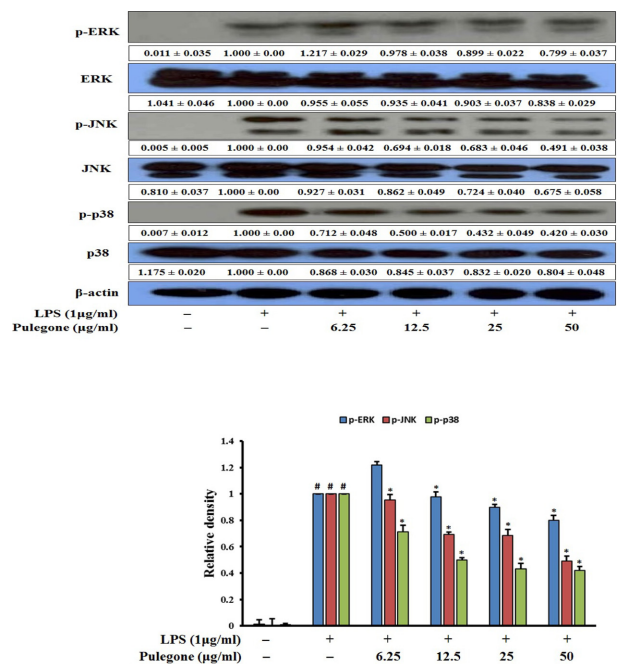 p-ERK
0.011 ± 0.035 1.000 ± 0.00 1.217 ± 0.029 0.978 ± 0.038 0.899 ± 0.022 0.799 ± 0.037
ERK
1.041 ± 0.046 1.000 ± 0.00 0.955 ± 0.055 0.935 ± 0.041 0.903 ± 0.037 0.838 ± 0.029
p-JNK
0.005 ± 0.005 1.000 ± 0.00 0.954 ± 0.042 0.694 ± 0.018 0.683 ± 0.046 0.491 ± 0.038
JNK
0.810 ± 0.037 1.000 ± 0.00 0.927 ± 0.031 0.862 ± 0.049 0.724 ± 0.040 0.675 ± 0.058
p-p38
0.007 ± 0.012 1.000 ± 0.00 0.712 ± 0.048 0.500 ± 0.017 0.432 ± 0.049 0.420 ± 0.030
p38
1.175 ± 0.020 1.000 ± 0.00 0.868 ± 0.030 0.845 ± 0.037 0.832 ± 0.020 0.804 ± 0.048
β-actin
LPS (1μg/ml) – + + + + +
Pulegone (μg/ml) – – 6.25 12.5 25 50
p-ERK p-JNK p-p38
Relative density
1.4
1.2
1
0.8
0.6
0.4
0.2
0
# # #
* *
* * *
* * *
* * *
LPS (1μg/ml) – + + + + +
Pulegone (μg/ml) – – 6.25 12.5 25 50